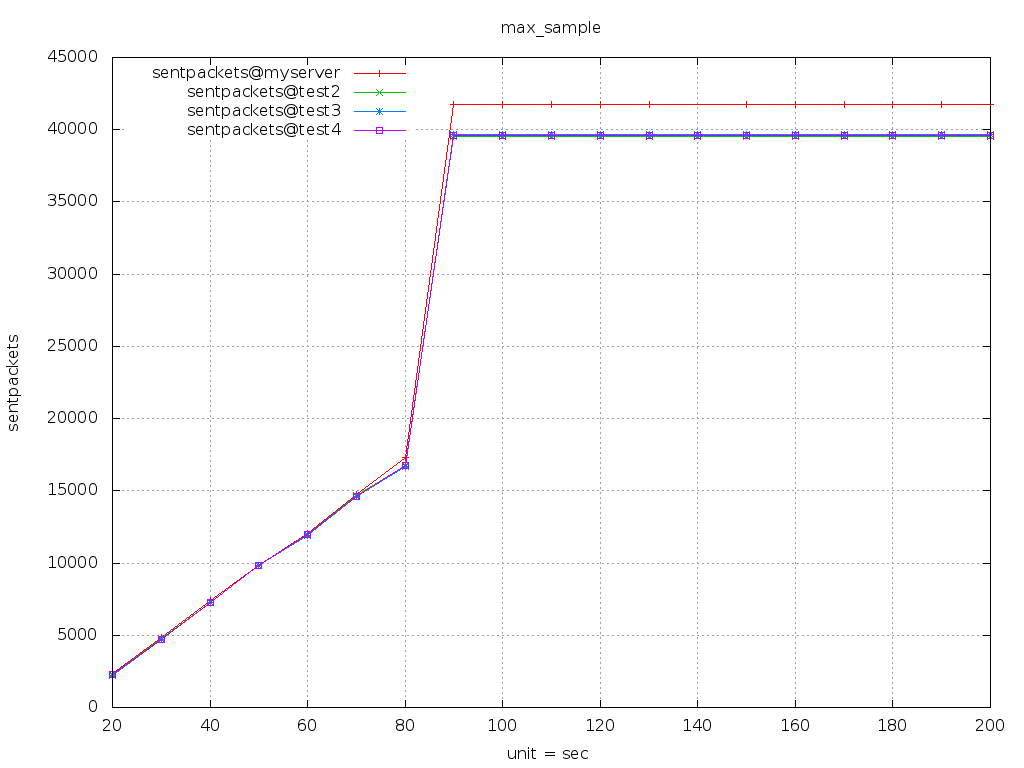 max_sample
45000
40000
35000
30000
25000
20000
15000
10000
5000
0
sentpackets@myserver
sentpackets@test2
sentpackets@test3
sentpackets@test4
sentpackets
20 40 60 80 100 120 140 160 180 200
unit = sec